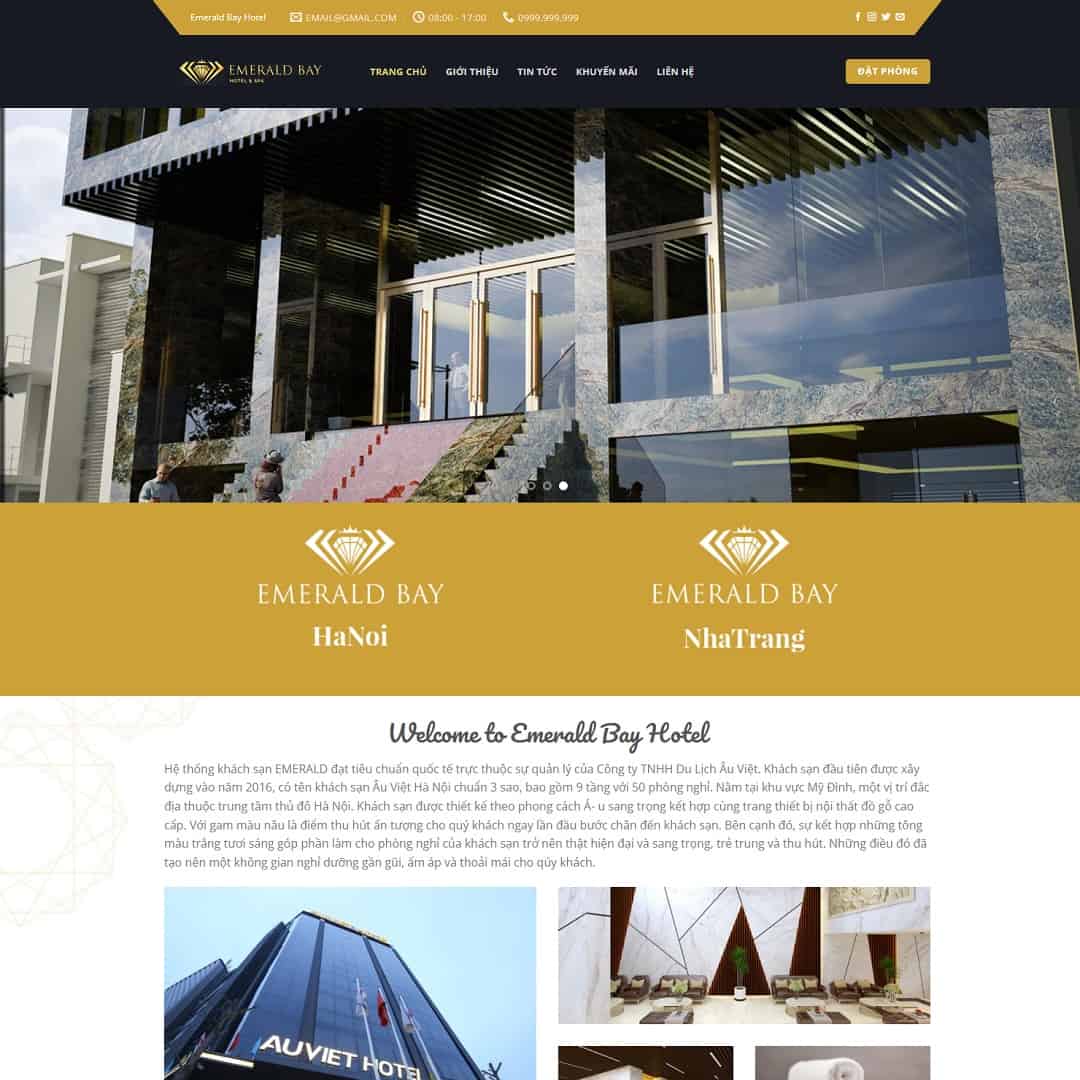 Emerald Bay Hotel
EMAIL@GMAIL.COM
08:00 - 17:00
0999.999.999
EMERALD BAY
HOTEL & SPA
TRANG CHỦ
GIỚI THIỆU
TIN TỨC
KHUYẾN MÃI
LIÊN HỆ
ĐẶT PHÒNG
EMERALD BAY
HaNoi
EMERALD BAY
NhaTrang
Welcome to Emerald Bay Hotel
Hệ thống khách sạn EMERALD đạt tiêu chuẩn quốc tế trực thuộc sự quản lý của Công ty TNHH Du Lịch Âu Việt. Khách sạn đầu tiên được xây
dựng vào năm 2016, có tên khách sạn Âu Việt Hà Nội chuẩn 3 sao, bao gồm 9 tầng với 50 phòng nghỉ. Nằm tại khu vực Mỹ Đình, một vị trí đắc
địa thuộc trung tâm thủ đô Hà Nội. Khách sạn được thiết kế theo phong cách Á- u sang trọng kết hợp cùng trang thiết bị nội thất đồ gỗ cao
cấp. Với gam màu nâu là điểm thu hút ấn tượng cho quý khách ngay lần đầu bước chân đến khách sạn. Bên cạnh đó, sự kết hợp những tông
màu trắng tươi sáng góp phần làm cho phòng nghỉ của khách sạn trở nên thật hiện đại và sang trọng, trẻ trung và thu hút. Những điều đó đã
tạo nên một không gian nghỉ dưỡng gần gũi, ấm áp và thoải mái cho qúy khách.
AUVIET HOTEL